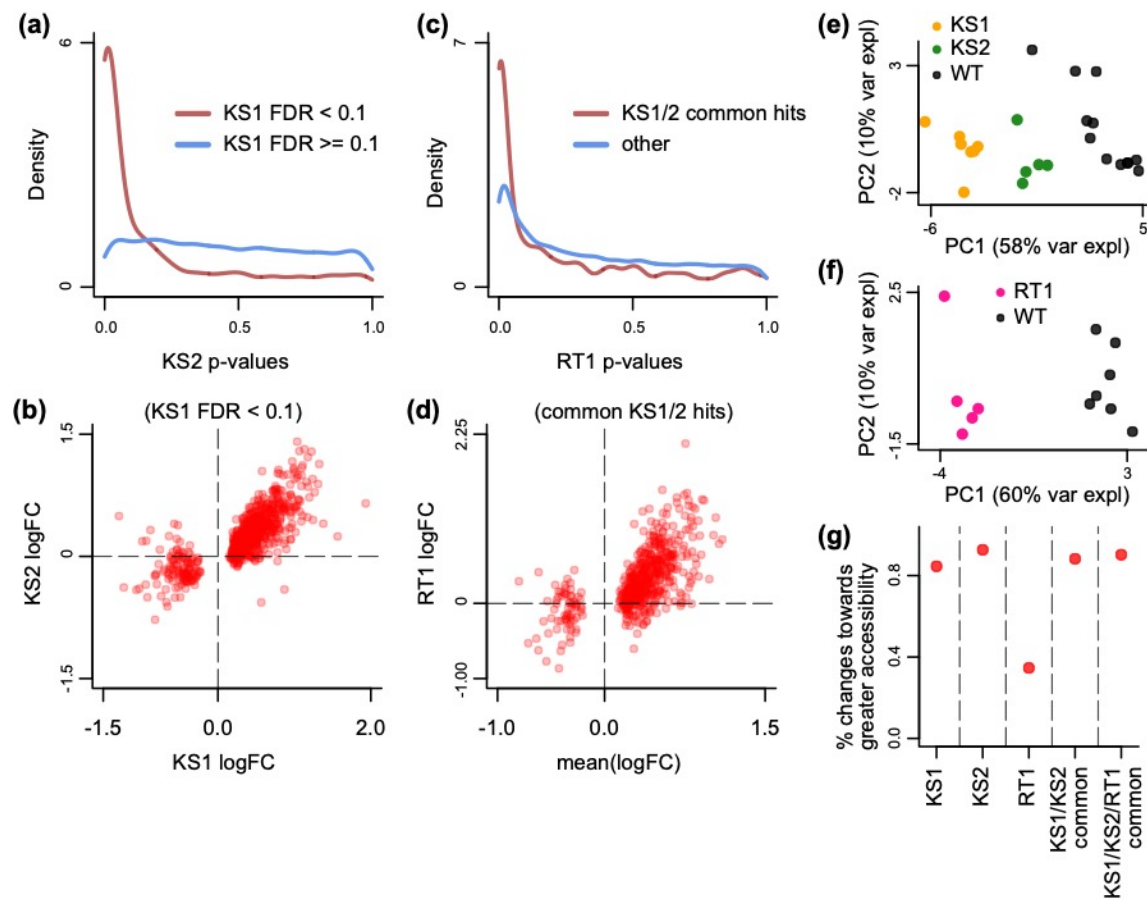 (a)
6
0
Density
KS1 FDR < 0.1
KS1 FDR >= 0.1
0.0
0.5
1.0
KS2 p-values
(c)
7
0
Density
KS1/2 common hits
other
0.0
0.5
1.0
RT1 p-values
(e)
KS1
KS2
WT
3
-2
PC2 (10% var expl)
-6
5
PC1 (58% var expl)
(f)
RT1
WT
2.5
-1.5
PC2 (10% var expl)
-4
3
PC1 (60% var expl)
(b)
(KS1 FDR < 0.1)
1.5
0
-1.5
KS2 logFC
-1.5
0.0
2.0
KS1 logFC
(d)
(common KS1/2 hits)
2.25
0
-1.00
RT1 logFC
-1.0
0.0
1.5
mean(logFC)
(g)
% changes towards
greater accessibility
0.8
0.4
0.0
KS1
KS2
RT1
KS1/KS2
common
KS1/KS2/RT1
common